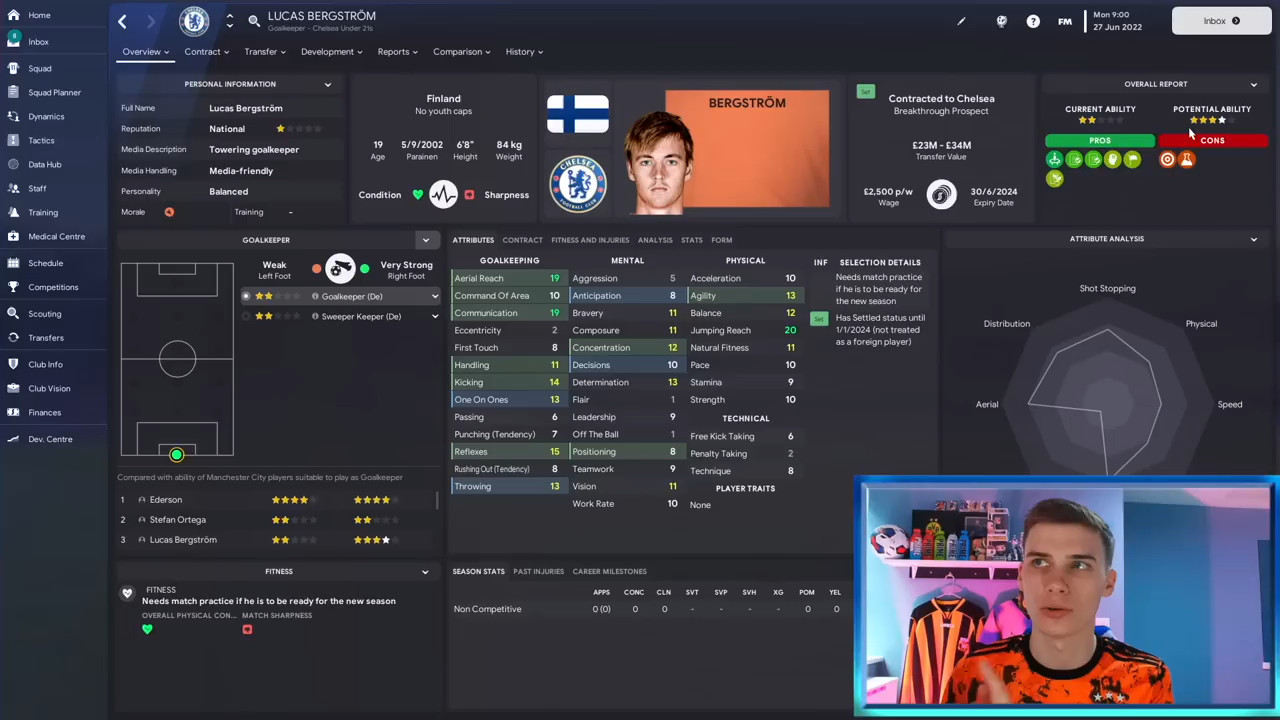 Home
8
Inbox
Squad
Squad Planner
Dynamics
Tactics
Data Hub
Staff
Training
Medical Centre
Schedule
Competitions
Scouting
Transfers
Club Info
Club Vision
Finances
Dev. Centre
LUCAS BERGSTRÖM
Goalkeeper - Chelsea Under 21s
FM
Mon 9:00
27 Jun 2022
Inbox
Overview Contract Transfer Development Reports Comparison History
PERSONAL INFORMATION
Full Name Lucas Bergström
Reputation National
Media Description Towering goalkeeper
Media Handling Media-friendly
Personality Balanced
Morale Training -
Finland
No youth caps
19 5/9/2002 6'8" 84 kg
Age Parainen Height Weight
Condition Sharpness
BERGSTRÖM
CHELSEA
FOOTBALL CLUB
Set
Contracted to Chelsea
Breakthrough Prospect
£23M - £34M
Transfer Value
£2,500 p/w 30/6/2024
Wage Expiry Date
OVERALL REPORT
CURRENT ABILITY POTENTIAL ABILITY
PROS CONS
GOALKEEPER
Weak Very Strong
Left Foot Right Foot
Goalkeeper (De)
Sweeper Keeper (De)
Compared with ability of Manchester City players suitable to play as Goalkeeper
1 Ederson
2 Stefan Ortega
3 Lucas Bergström
FITNESS
FITNESS
Needs match practice if he is to be ready for the new season
OVERALL PHYSICAL CON... MATCH SHARPNESS
ATTRIBUTES CONTRACT FITNESS AND INJURIES ANALYSIS STATS FORM
GOALKEEPING MENTAL PHYSICAL
Aerial Reach 19 Aggression 5 Acceleration 10
Command Of Area 10 Anticipation 8 Agility 13
Communication 19 Bravery 11 Balance 12
Eccentricity 2 Composure 11 Jumping Reach 20
First Touch 8 Concentration 12 Natural Fitness 11
Handling 11 Decisions 10 Pace 10
Kicking 14 Determination 13 Stamina 9
One On Ones 13 Flair 1 Strength 10
Passing 6 Leadership 9 TECHNICAL
Punching (Tendency) 7 Off The Ball 1 Free Kick Taking 6
Reflexes 15 Positioning 8 Penalty Taking 2
Rushing Out (Tendency) 8 Teamwork 9 Technique 8
Throwing 13 Vision 11 PLAYER TRAITS
Work Rate 10 None
INF SELECTION DETAILS
Needs match practice
if he is to be ready for
the new season
Set
Has Settled status until
1/1/2024 (not treated
as a foreign player)
ATTRIBUTE ANALYSIS
Shot Stopping
Distribution Physical
Aerial Speed
SEASON STATS PAST INJURIES CAREER MILESTONES
APPS CONC CLN SVT SVP SVH XG POM YEL
Non Competitive 0 (0) 0 0 - - - - 0 0